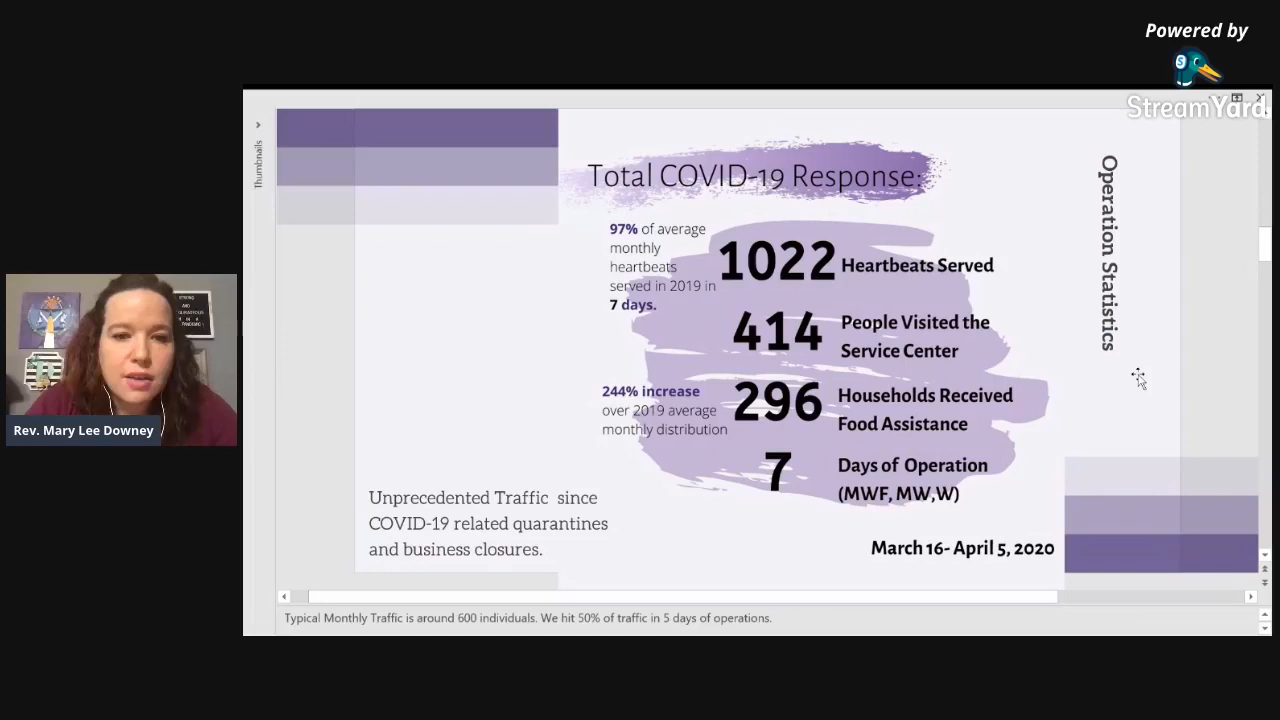 Powered by
StreamYard
Thumbnails
Total COVID-19 Response:
Operation Statistics
97% of average
monthly
heartbeats
served in 2019 in
7 days.
1022 Heartbeats Served
414 People Visited the
Service Center
244% increase
over 2019 average
monthly distribution
296 Households Received
Food Assistance
7 Days of Operation
(MWF, MW,W)
Unprecedented Traffic since
COVID-19 related quarantines
and business closures.
March 16- April 5, 2020
Typical Monthly Traffic is around 600 individuals. We hit 50% of traffic in 5 days of operations.
STRONG
AND
IN A
PANDEMIC
Rev. Mary Lee Downey